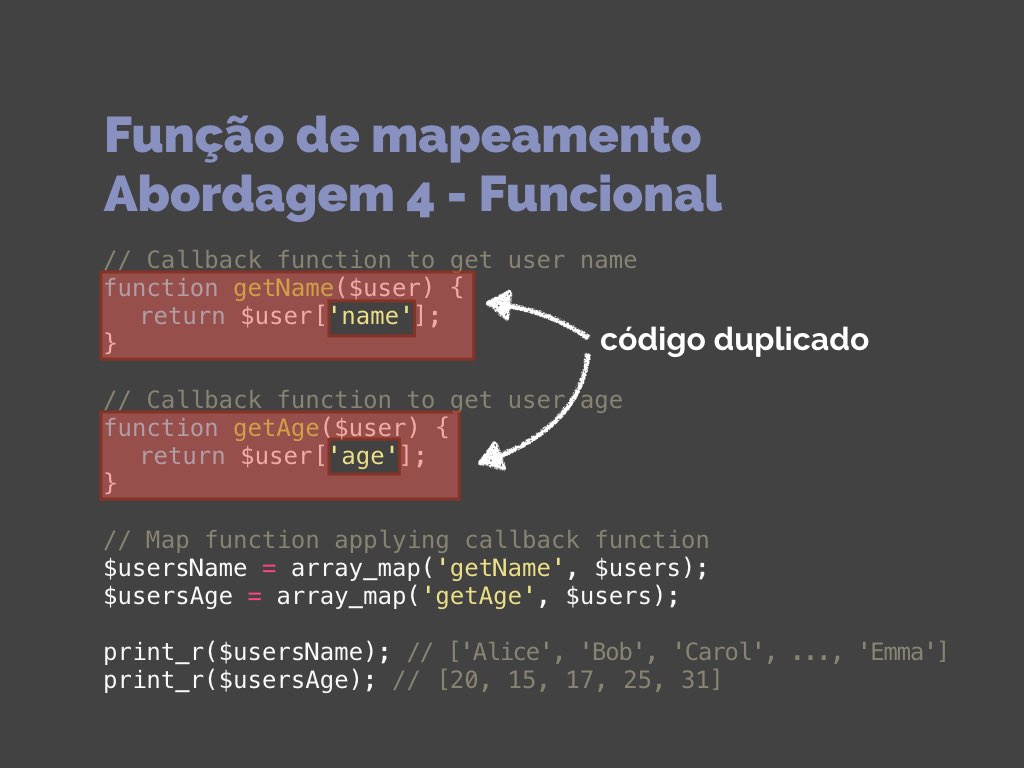 Função de mapeamento
Abordagem 4 - Funcional
// Callback function to get user name
function getName($user) {
return $user['name'];
}
código duplicado
// Callback function to get user age
function getAge($user) {
return $user['age'];
}
// Map function applying callback function
$usersName = array_map('getName', $users);
$usersAge = array_map('getAge', $users);
print_r($usersName); // ['Alice', 'Bob', 'Carol', ..., 'Emma']
print_r($usersAge); // [20, 15, 17, 25, 31]